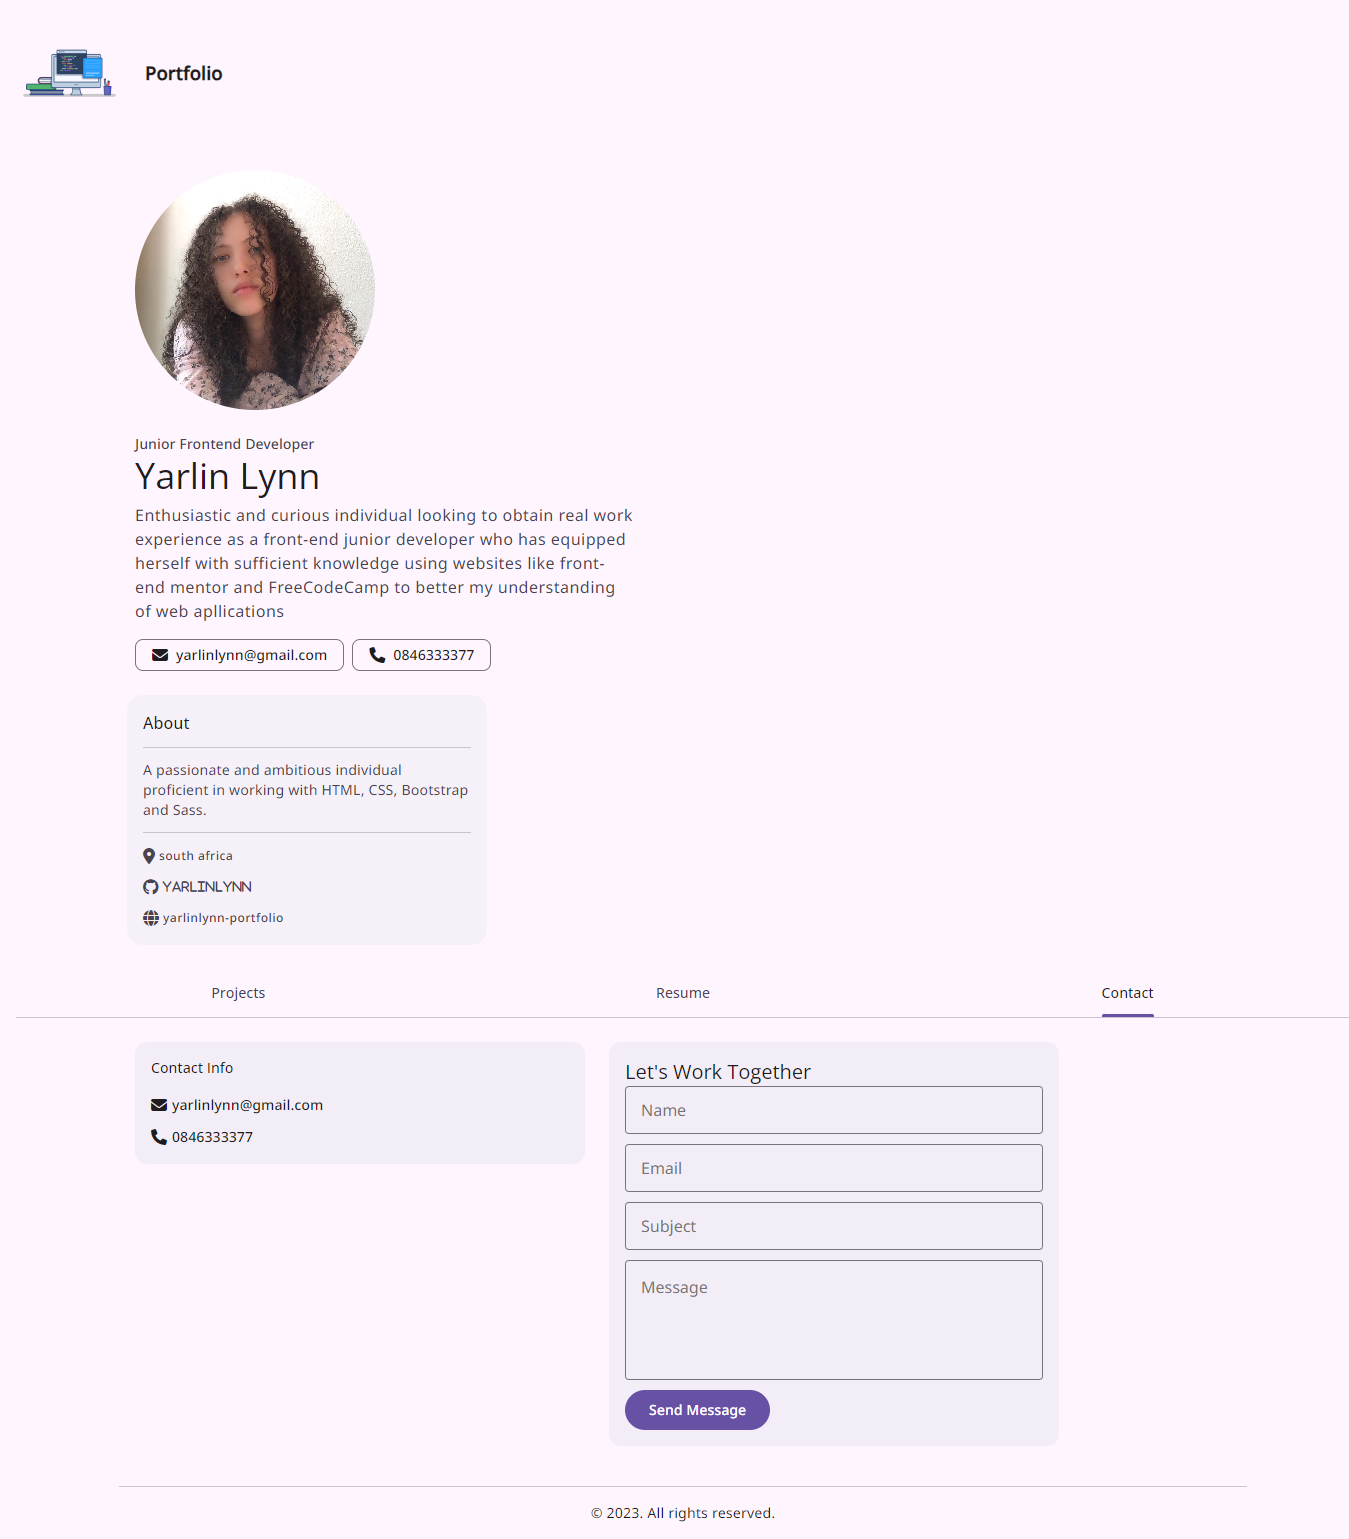 Portfolio
Junior Frontend Developer
Yarlin Lynn
Enthusiastic and curious individual looking to obtain real work
experience as a front-end junior developer who has equipped
herself with sufficient knowledge using websites like front-
end mentor and FreeCodeCamp to better my understanding
of web apllications
yarlinlynn@gmail.com
0846333377
About
A passionate and ambitious individual
proficient in working with HTML, CSS, Bootstrap
and Sass.
south africa
YARLINLYNN
yarlinlynn-portfolio
Projects
Resume
Contact
Contact Info
yarlinlynn@gmail.com
0846333377
Let's Work Together
Name
Email
Subject
Message
Send Message
© 2023. All rights reserved.